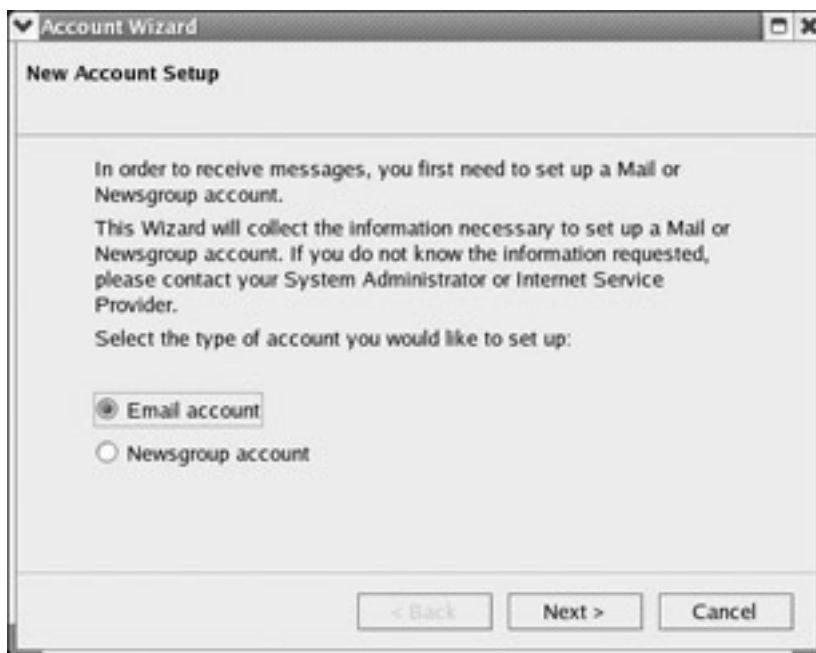 Account Wizard
New Account Setup
In order to receive messages, you first need to set up a Mail or
Newsgroup account.
This Wizard will collect the information necessary to set up a Mail or
Newsgroup account. If you do not know the information requested,
please contact your System Administrator or Internet Service
Provider.
Select the type of account you would like to set up:
Email account
Newsgroup account
< Back Next > Cancel